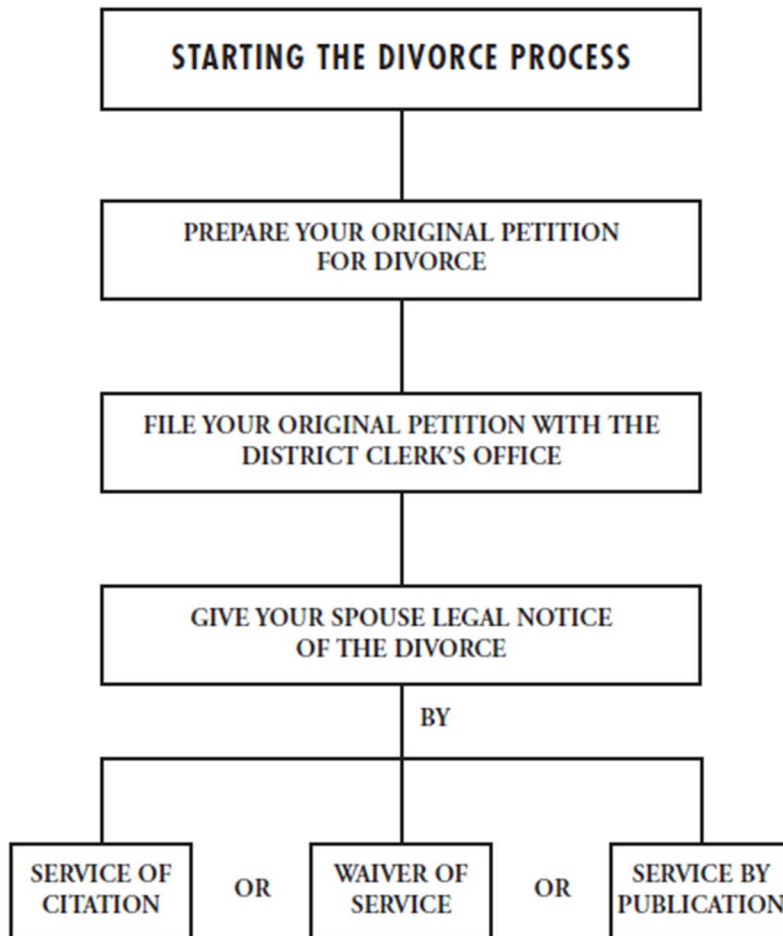 STARTING THE DIVORCE PROCESS
PREPARE YOUR ORIGINAL PETITION
FOR DIVORCE
FILE YOUR ORIGINAL PETITION WITH THE
DISTRICT CLERK'S OFFICE
GIVE YOUR SPOUSE LEGAL NOTICE
OF THE DIVORCE
BY
SERVICE OF
CITATION
OR
WAIVER OF
SERVICE
OR
SERVICE BY
PUBLICATION